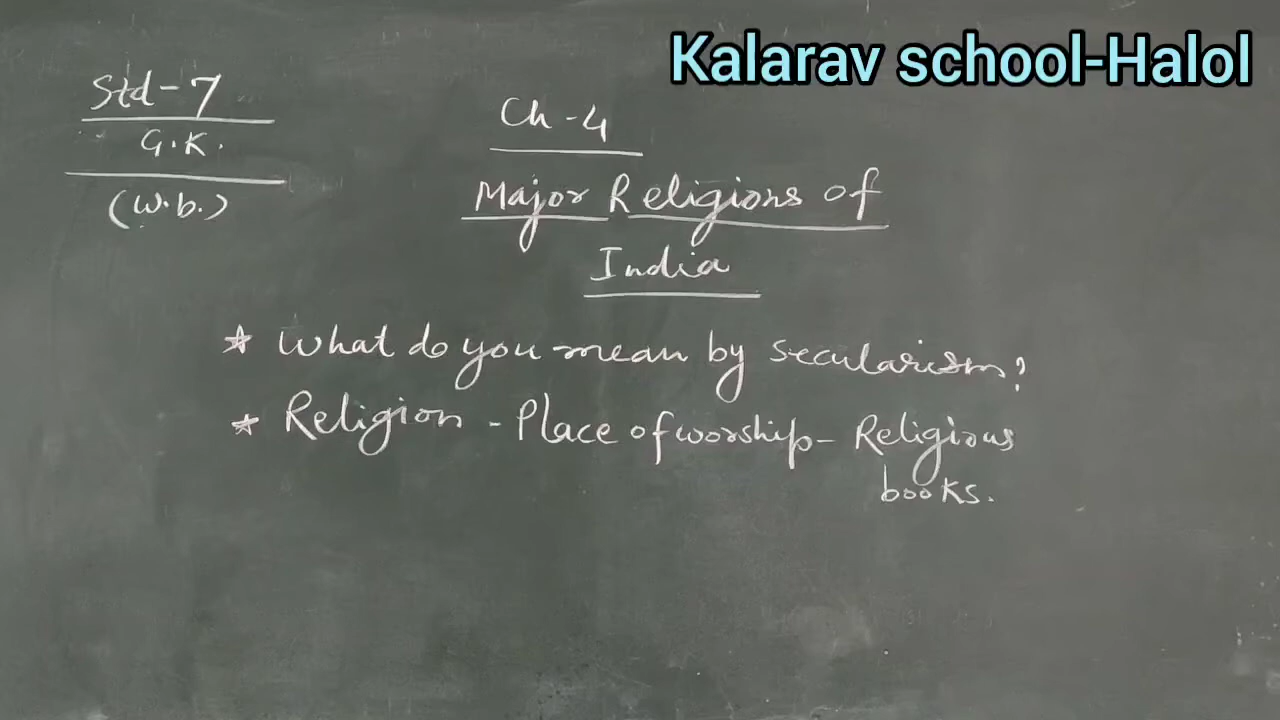 Kalarav school-Halol
Std-7
G.K.
(W.b.)
Ch-4
Major Religions of
India
* What do you mean by secularism?
* Religion - Place of worship - Religious
books.